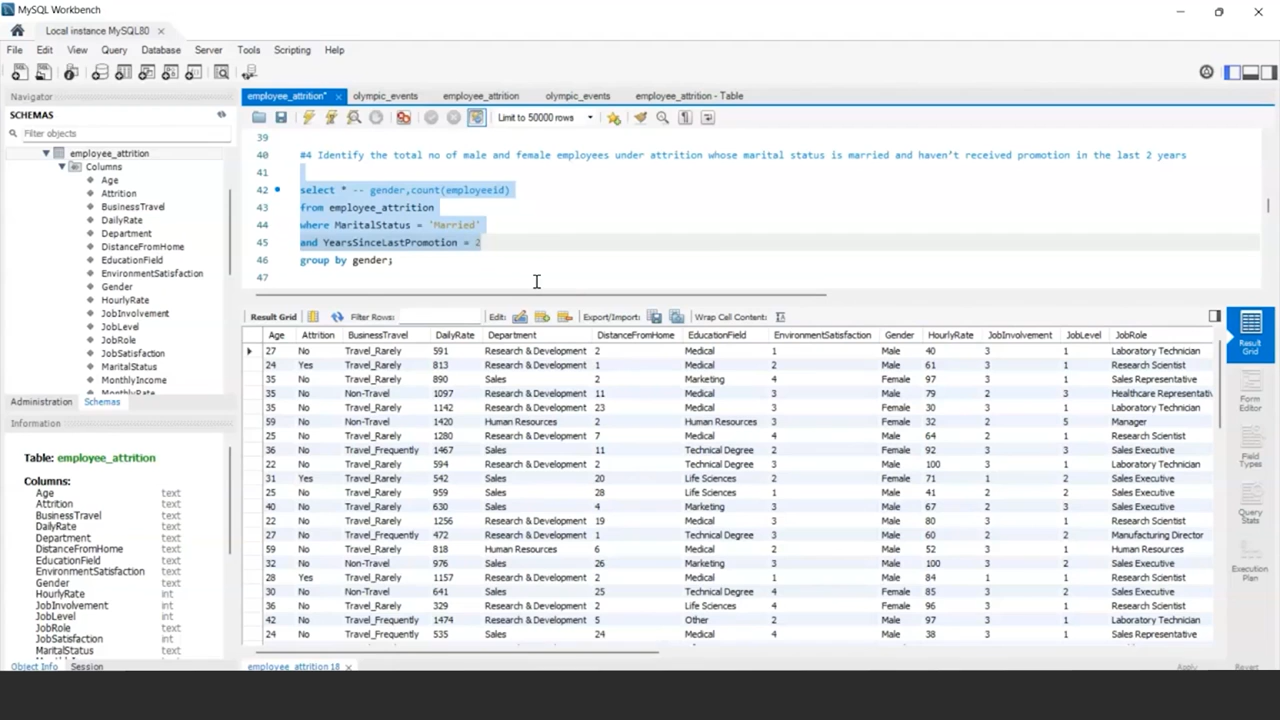 MySQL Workbench
Local instance MySQL80
File Edit View Query Database Server Tools Scripting Help
Navigator
SCHEMAS
Filter objects
employee_attrition
Columns
Age
Attrition
BusinessTravel
DailyRate
Department
DistanceFromHome
EducationField
EnvironmentSatisfaction
Gender
HourlyRate
JobInvolvement
JobLevel
JobRole
JobSatisfaction
MaritalStatus
MonthlyIncome
MonthlyRate
Administration Schemas
Information
Table: employee_attrition
Columns:
Age text
Attrition text
BusinessTravel text
DailyRate text
Department text
DistanceFromHome text
EducationField text
EnvironmentSatisfaction text
Gender text
HourlyRate int
JobInvolvement int
JobLevel int
JobRole text
JobSatisfaction int
MaritalStatus text
Object Info Session
employee_attrition* olympic_events employee_attrition olympic_events employee_attrition - Table
Limit to 50000 rows
39
40 #4 Identify the total no of male and female employees under attrition whose marital status is married and haven't received promotion in the last 2 years
41
42 select * -- gender,count(employeeid)
43 from employee_attrition
44 where MaritalStatus = 'Married'
45 and YearsSinceLastPromotion = 2
46 group by gender;
47
Result Grid Filter Rows: Edit: Export/Import: Wrap Cell Content:
Age Attrition BusinessTravel DailyRate Department DistanceFromHome EducationField EnvironmentSatisfaction Gender HourlyRate JobInvolvement JobLevel JobRole
27 No Travel_Rarely 591 Research & Development 2 Medical 1 Male 40 3 1 Laboratory Technician
24 Yes Travel_Rarely 813 Research & Development 1 Medical 2 Male 61 3 1 Research Scientist
35 No Travel_Rarely 890 Sales 2 Marketing 4 Female 97 3 1 Sales Representative
35 No Non-Travel 1097 Research & Development 11 Medical 3 Male 79 2 3 Healthcare Representativ
35 No Travel_Rarely 1142 Research & Development 23 Medical 3 Female 30 3 1 Laboratory Technician
59 No Non-Travel 1420 Human Resources 2 Human Resources 3 Female 32 2 5 Manager
25 No Travel_Rarely 1280 Research & Development 7 Medical 4 Male 64 2 1 Research Scientist
36 No Travel_Frequently 1467 Sales 11 Technical Degree 2 Female 92 3 3 Sales Executive
22 No Travel_Rarely 594 Research & Development 2 Technical Degree 3 Male 100 3 1 Laboratory Technician
31 Yes Travel_Rarely 542 Sales 20 Life Sciences 2 Female 71 1 2 Sales Executive
25 No Travel_Rarely 959 Sales 28 Life Sciences 1 Male 41 2 2 Sales Executive
40 No Travel_Rarely 630 Sales 4 Marketing 3 Male 67 2 3 Sales Executive
22 No Travel_Rarely 1256 Research & Development 19 Medical 3 Male 80 3 1 Research Scientist
27 No Travel_Frequently 472 Research & Development 1 Technical Degree 3 Male 60 2 2 Manufacturing Director
59 No Travel_Rarely 818 Human Resources 6 Medical 2 Male 52 3 1 Human Resources
32 No Non-Travel 976 Sales 26 Marketing 3 Male 100 3 2 Sales Executive
28 Yes Travel_Rarely 1157 Research & Development 2 Medical 1 Male 84 1 1 Research Scientist
30 No Non-Travel 641 Sales 25 Technical Degree 4 Female 85 3 2 Sales Executive
36 No Travel_Rarely 329 Research & Development 2 Life Sciences 4 Female 96 3 1 Research Scientist
42 No Travel_Frequently 1474 Research & Development 5 Other 2 Male 97 3 1 Laboratory Technician
24 No Travel_Frequently 535 Sales 24 Medical 4 Male 38 3 1 Sales Representative
Result Grid
Form Editor
Field Types
Query Stats
Execution Plan
employee_attrition 18
Apply Revert